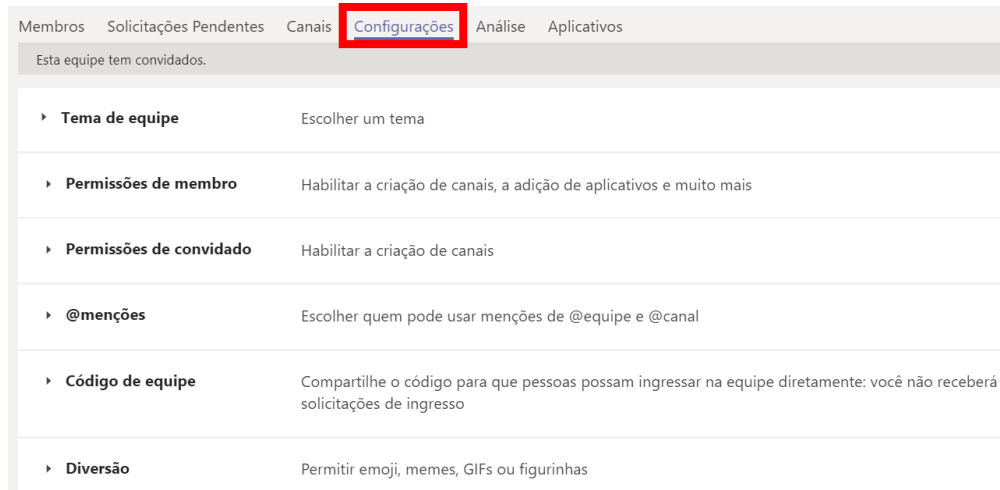 Membros Solicitações Pendentes Canais Configurações Análise Aplicativos
Esta equipe tem convidados.
Tema de equipe Escolher um tema
Permissões de membro Habilitar a criação de canais, a adição de aplicativos e muito mais
Permissões de convidado Habilitar a criação de canais
@menções Escolher quem pode usar menções de @equipe e @canal
Código de equipe Compartilhe o código para que pessoas possam ingressar na equipe diretamente: você não receberá
solicitações de ingresso
Diversão Permitir emoji, memes, GIFs ou figurinhas